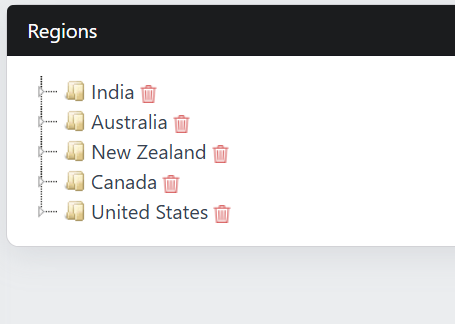 Regions
India
Australia
New Zealand
Canada
United States